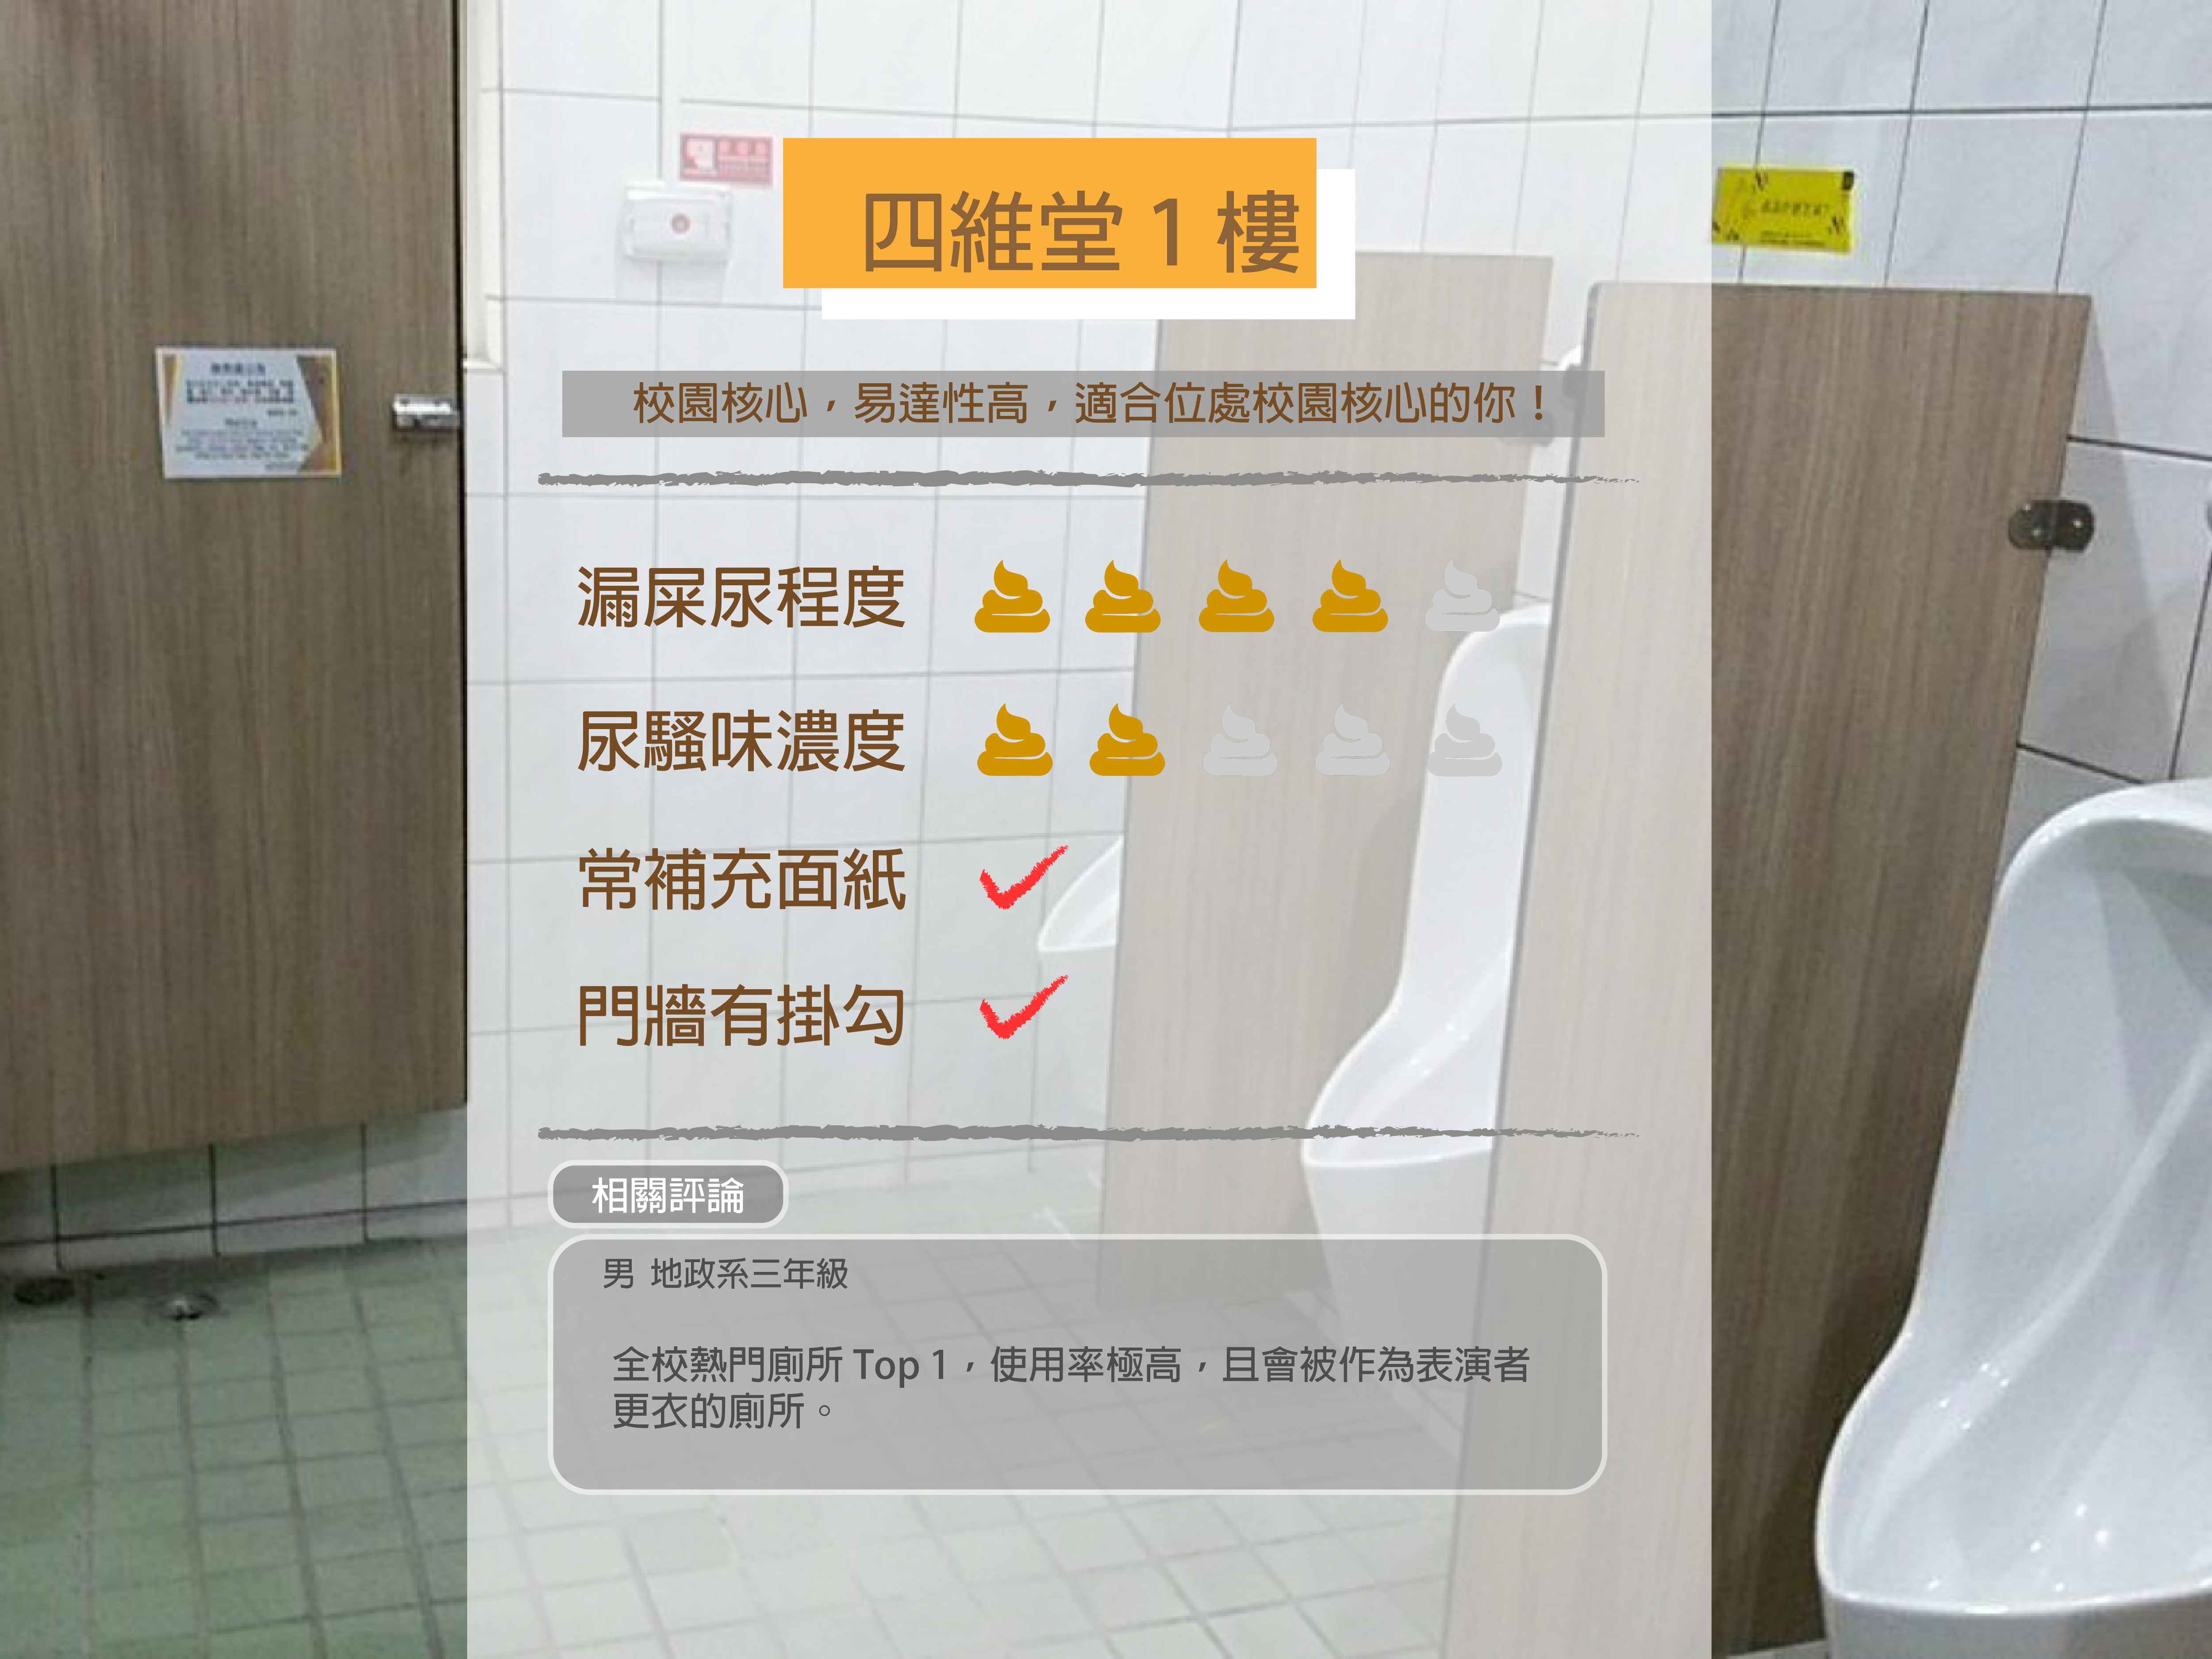 四維堂 1 樓
校園核心，易達性高，適合位處校園核心的你！
漏屎尿程度
尿騷味濃度
常補充面紙
門牆有掛勾
相關評論
男 地政系三年級
全校熱門廁所 Top 1，使用率極高，且會被作為表演者
更衣的廁所。